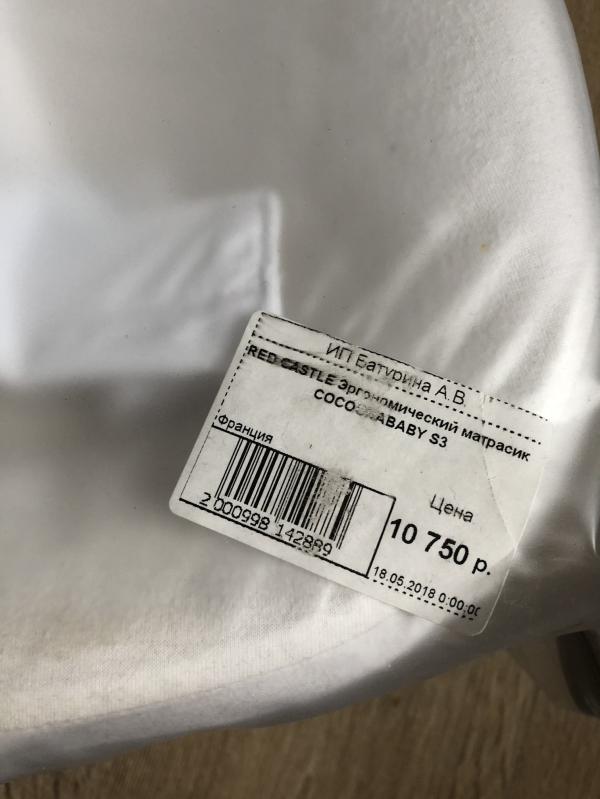 ИП Батурина А.В.
RED CASTLE Эргономический матрасик
S3
Франция
2 000998 142889
Цена
10 750 р.
18.05.2018 0:00:00